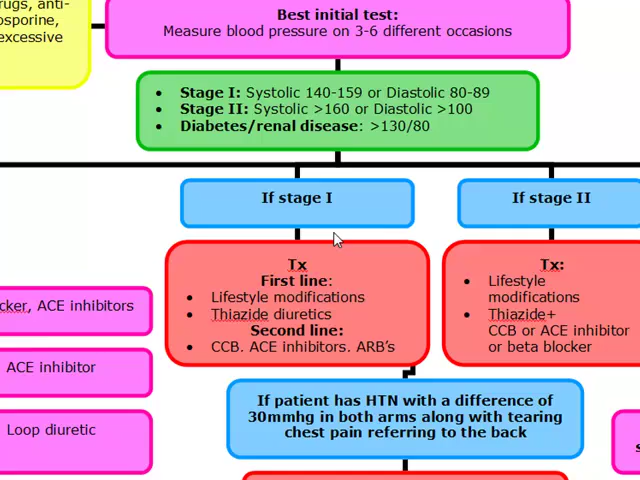 rugs, anti-
osporine,
excessive
Best initial test:
Measure blood pressure on 3-6 different occasions
• Stage I: Systolic 140-159 or Diastolic 80-89
• Stage II: Systolic >160 or Diastolic >100
• Diabetes/renal disease: >130/80
If stage I
If stage II
Tx
First line:
• Lifestyle modifications
• Thiazide diuretics
Second line:
• CCB. ACE inhibitors. ARB’s
Tx:
• Lifestyle
modifications
• Thiazide+
CCB or ACE inhibitor
or beta blocker
cker, ACE inhibitors
ACE inhibitor
Loop diuretic
If patient has HTN with a difference of
30mmhg in both arms along with tearing
chest pain referring to the back
s